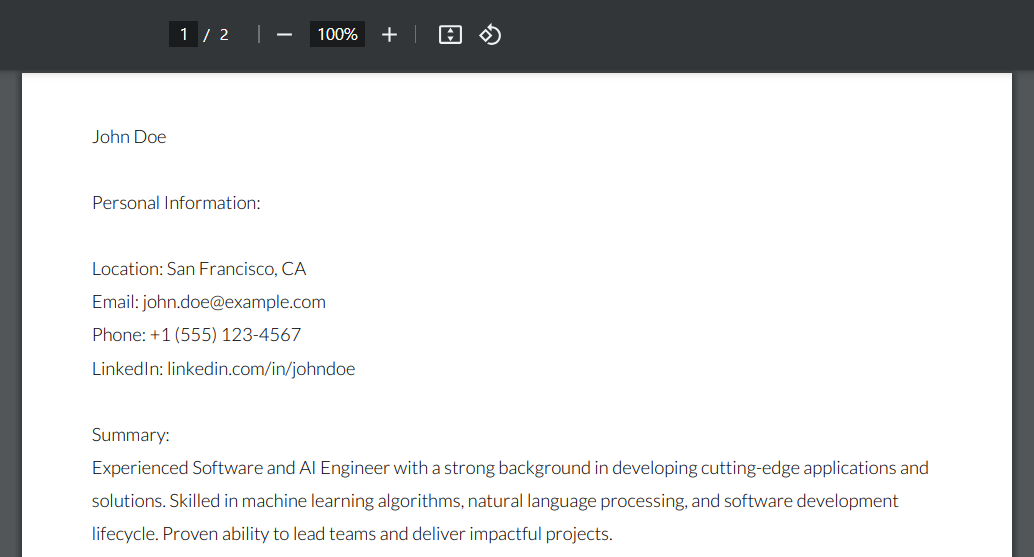 1 / 2 100%
John Doe
Personal Information:
Location: San Francisco, CA
Email: john.doe@example.com
Phone: +1 (555) 123-4567
LinkedIn: linkedin.com/in/johndoe
Summary:
Experienced Software and AI Engineer with a strong background in developing cutting-edge applications and
solutions. Skilled in machine learning algorithms, natural language processing, and software development
lifecycle. Proven ability to lead teams and deliver impactful projects.